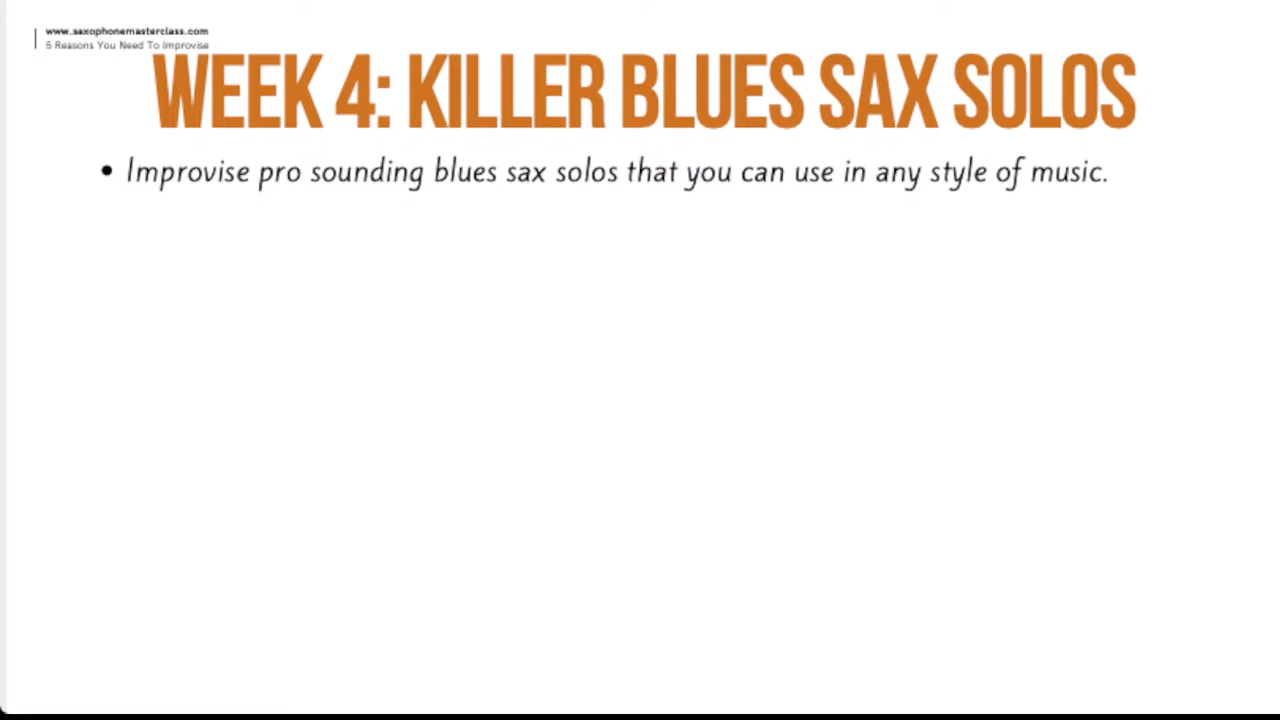 www.saxophonemasterclass.com
5 Reasons You Need To Improvise
WEEK 4: KILLER BLUES SAX SOLOS
• Improvise pro sounding blues sax solos that you can use in any style of music.